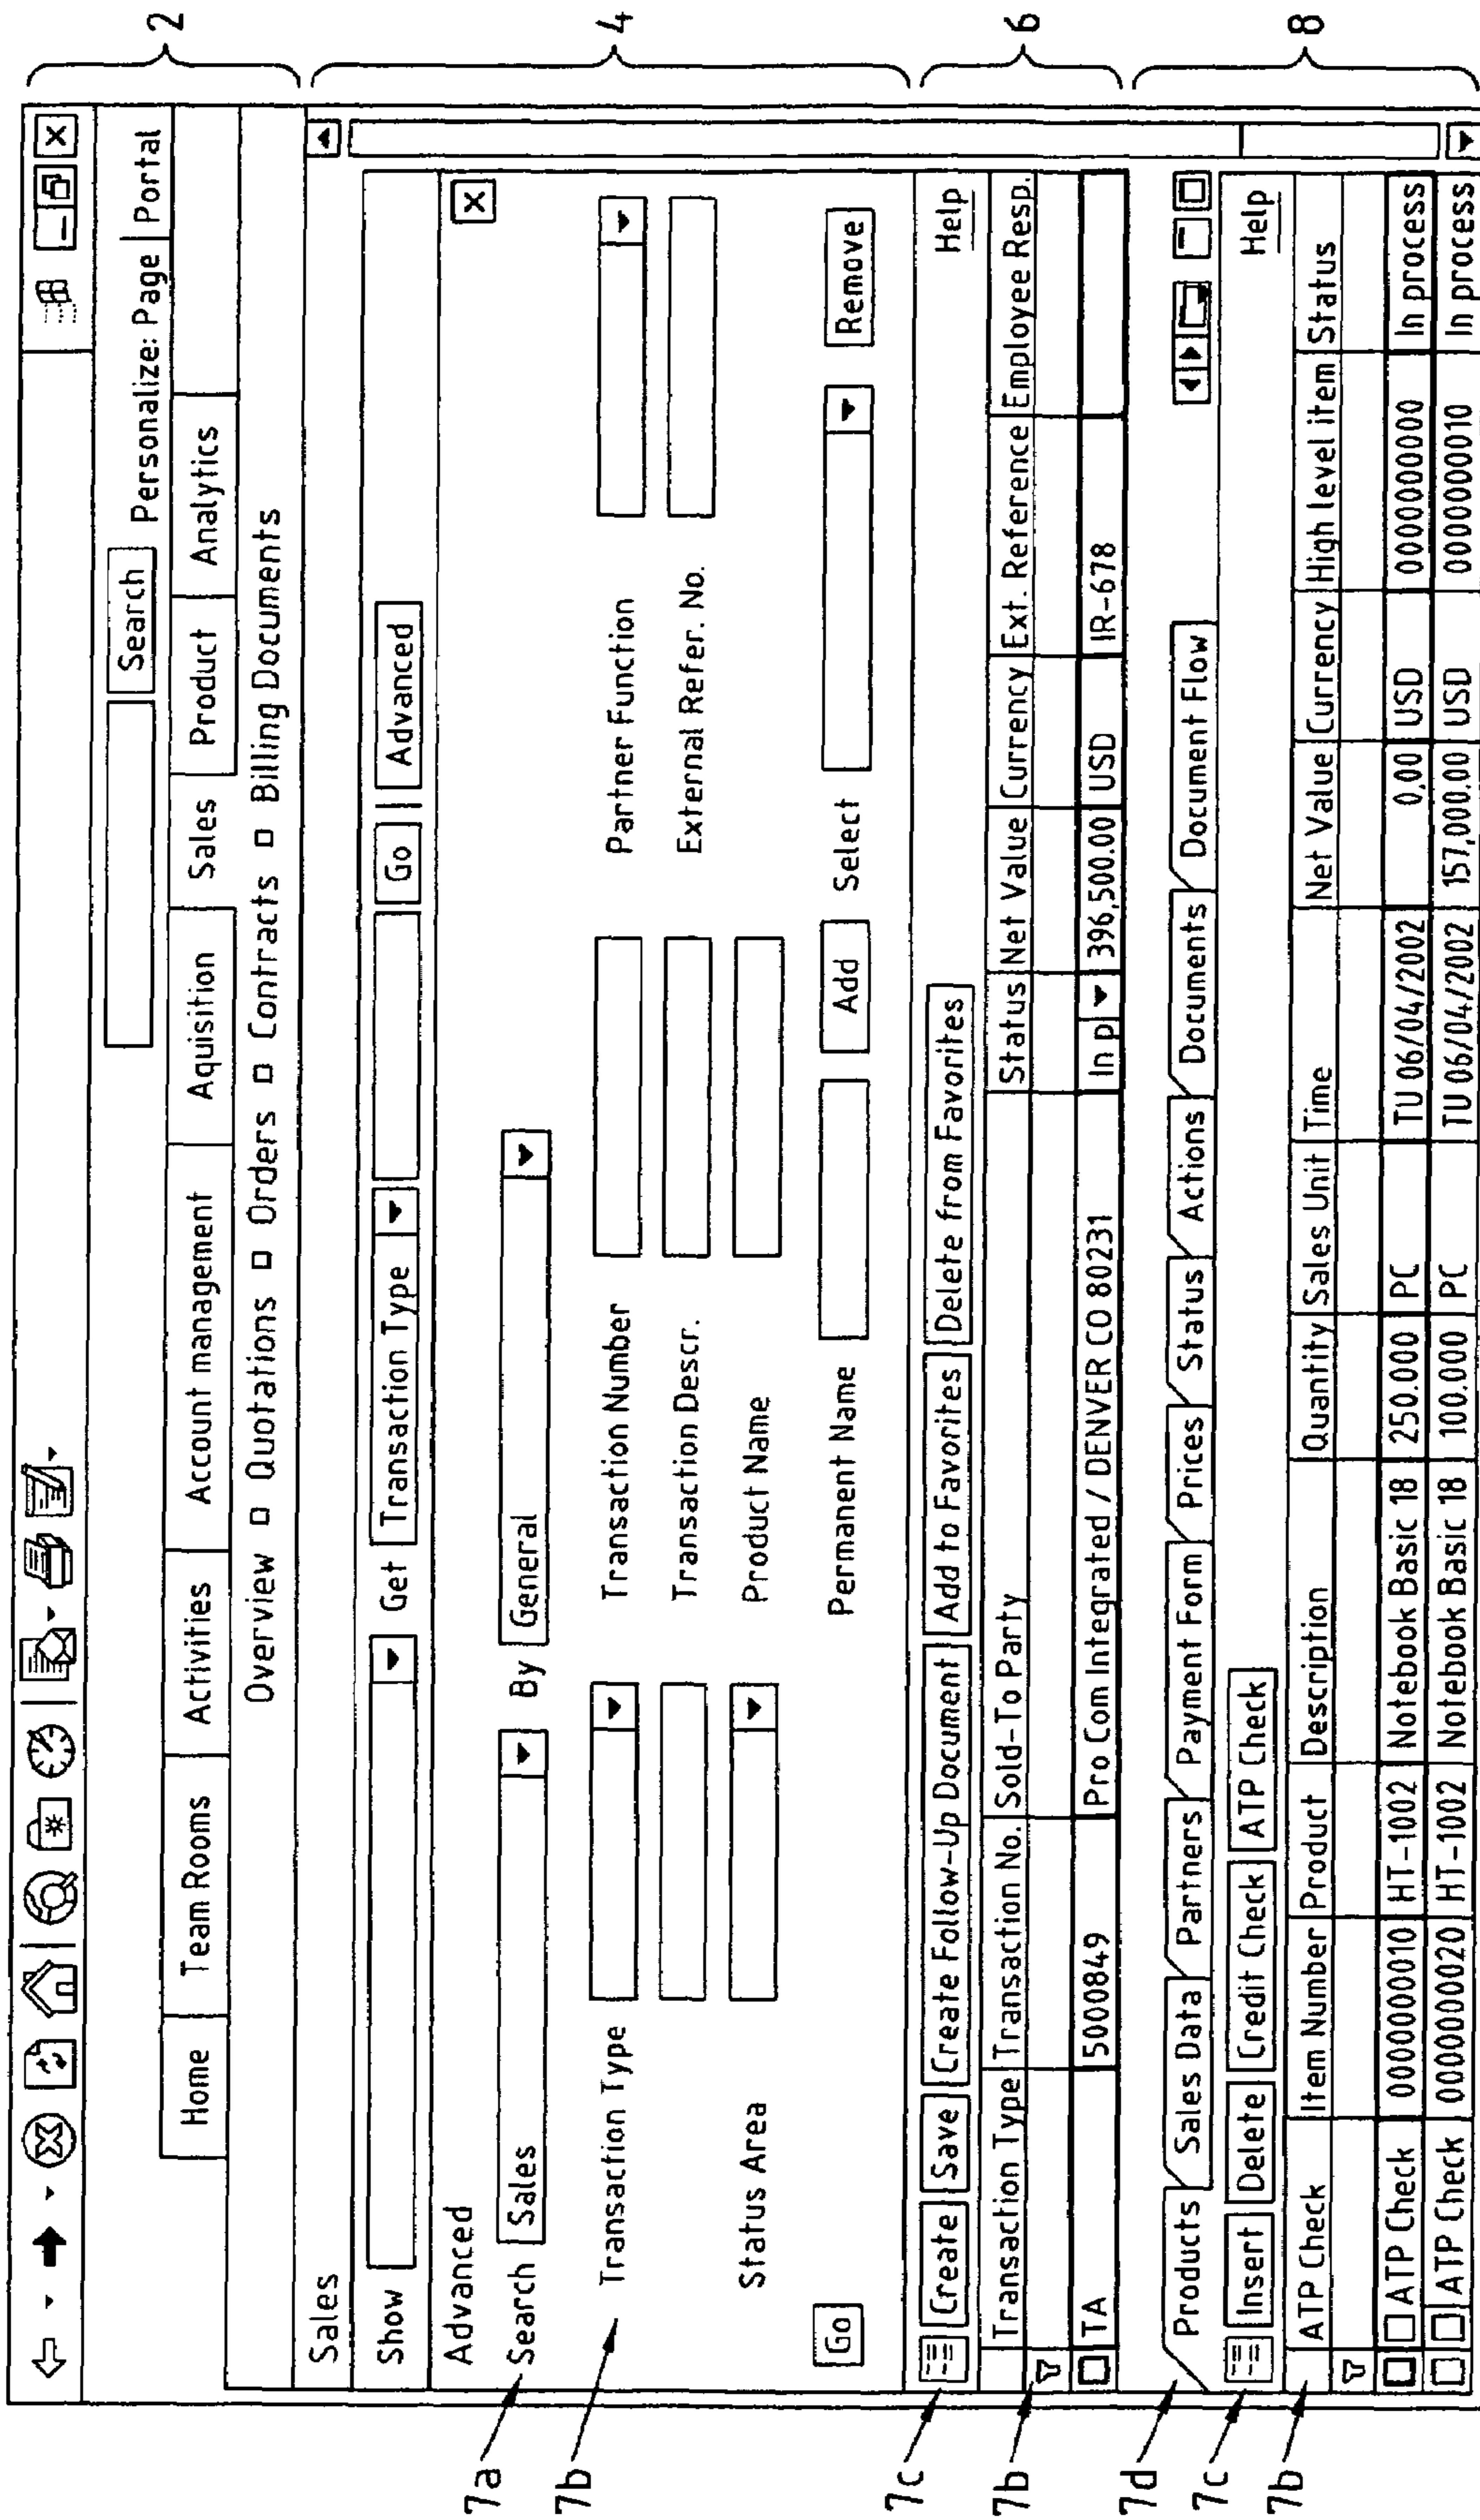 Search Personalize: Page | Portal
Home Team Rooms Activities Account management Aquisition Sales Product Analytics
Overview Quotations Orders Contracts Billing Documents
2
Sales
Show Get Transaction Type Go | Advanced
Advanced
7a Search Sales By General
7b Transaction Type Transaction Number Partner Function
Transaction Descr. External Refer. No.
Status Area Product Name
Go Permanent Name Add Select Remove
4
7c Create Save Create Follow-Up Document Add to Favorites Delete from Favorites Help
Transaction Type Transaction No. Sold-To Party Status Net Value Currency Ext. Reference Employee Resp.
7b
TA 5000849 Pro Com Integrated / DENVER CO 80231 In p 396,500.00 USD IR-678
6
7d Products Sales Data Partners Payment Form Prices Status Actions Documents Document Flow
7c Insert Delete Credit Check ATP Check Help
7b ATP Check Item Number Product Description Quantity Sales Unit Time Net Value Currency High level item Status
ATP Check 0000000010 HT-1002 Notebook Basic 18 250.000 PC TU 06/04/2002 0,00 USD 0000000000 In process
ATP Check 0000000020 HT-1002 Notebook Basic 18 100.000 PC TU 06/04/2002 157,000.00 USD 0000000010 In process
8